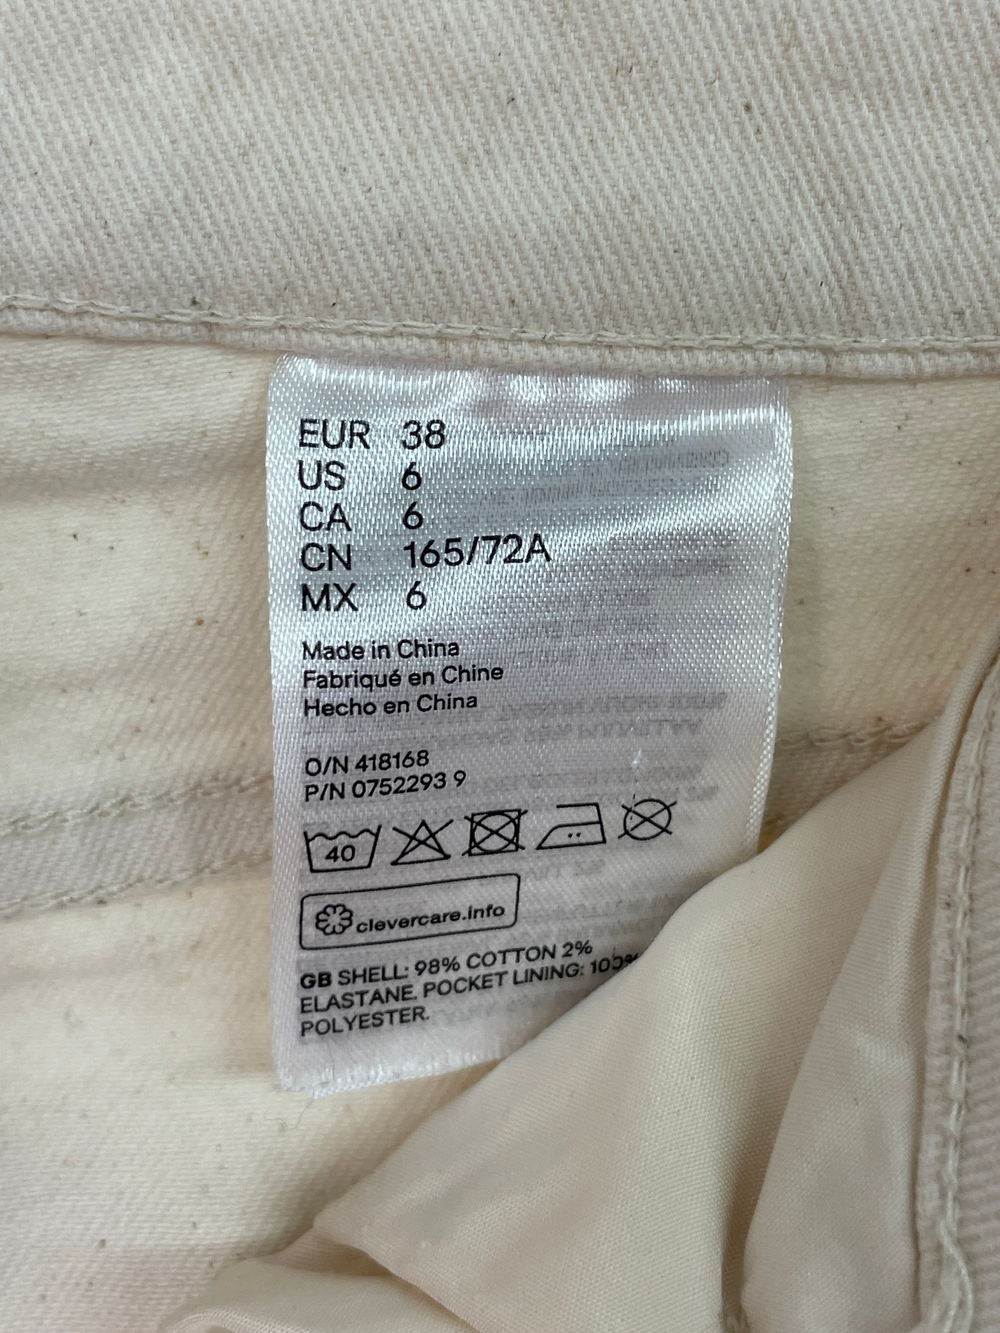 EUR 38
US 6
CA 6
CN 165/72A
MX 6
Made in China
Fabriqué en Chine
Hecho en China
O/N 418168
P/N 0752293 9
40
clevercare.info
GB SHELL: 98% COTTON 2%
ELASTANE, POCKET LINING: 100%
POLYESTER.